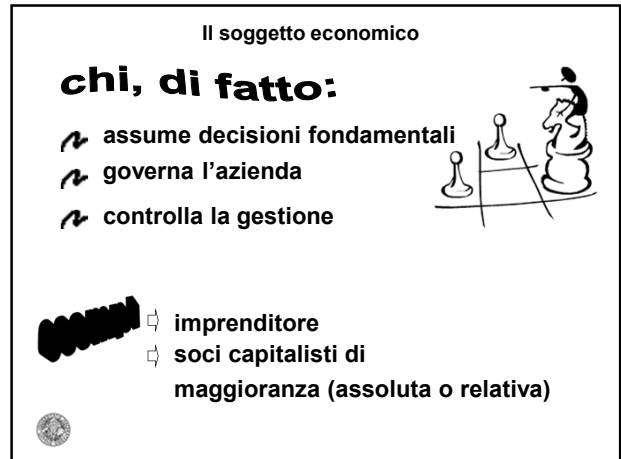 Il soggetto economico
chi, di fatto:
assume decisioni fondamentali
governa l'azienda
controlla la gestione
imprenditore
soci capitalisti di
maggioranza (assoluta o relativa)